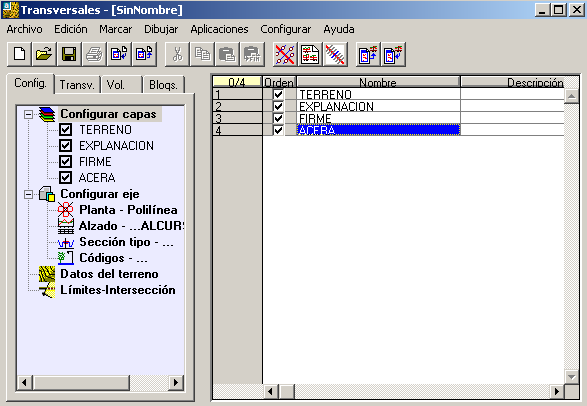 Transversales - [SinNombre]
Archivo Edición Marcar Dibujar Aplicaciones Configurar Ayuda
Config. Transv. Vol. Bloqs.
Configurar capas
TERRENO
EXPLANACION
FIRME
ACERA
Configurar eje
Planta - Polilínea
Alzado - ...ALCUR
Sección tipo - ...
Códigos - ...
Datos del terreno
Límites-Intersección
0/4 Orden Nombre Descripción
1 TERRENO
2 EXPLANACION
3 FIRME
4 ACERA